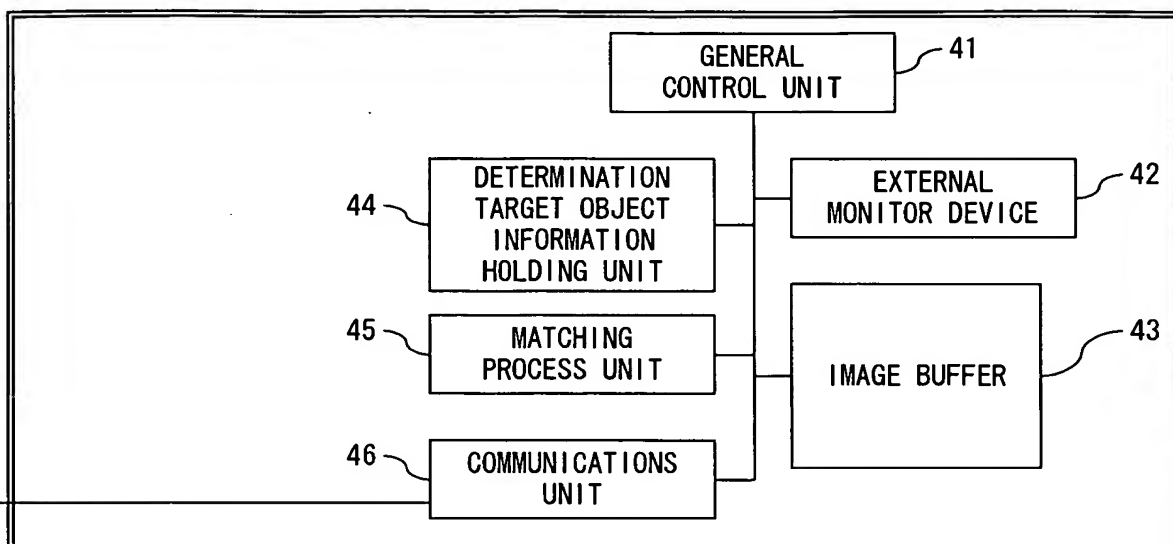 GENERAL
CONTROL UNIT
41
DETERMINATION
TARGET OBJECT
INFORMATION
HOLDING UNIT
44
EXTERNAL
MONITOR DEVICE
42
MATCHING
PROCESS UNIT
45
IMAGE BUFFER
43
COMMUNICATIONS
UNIT
46